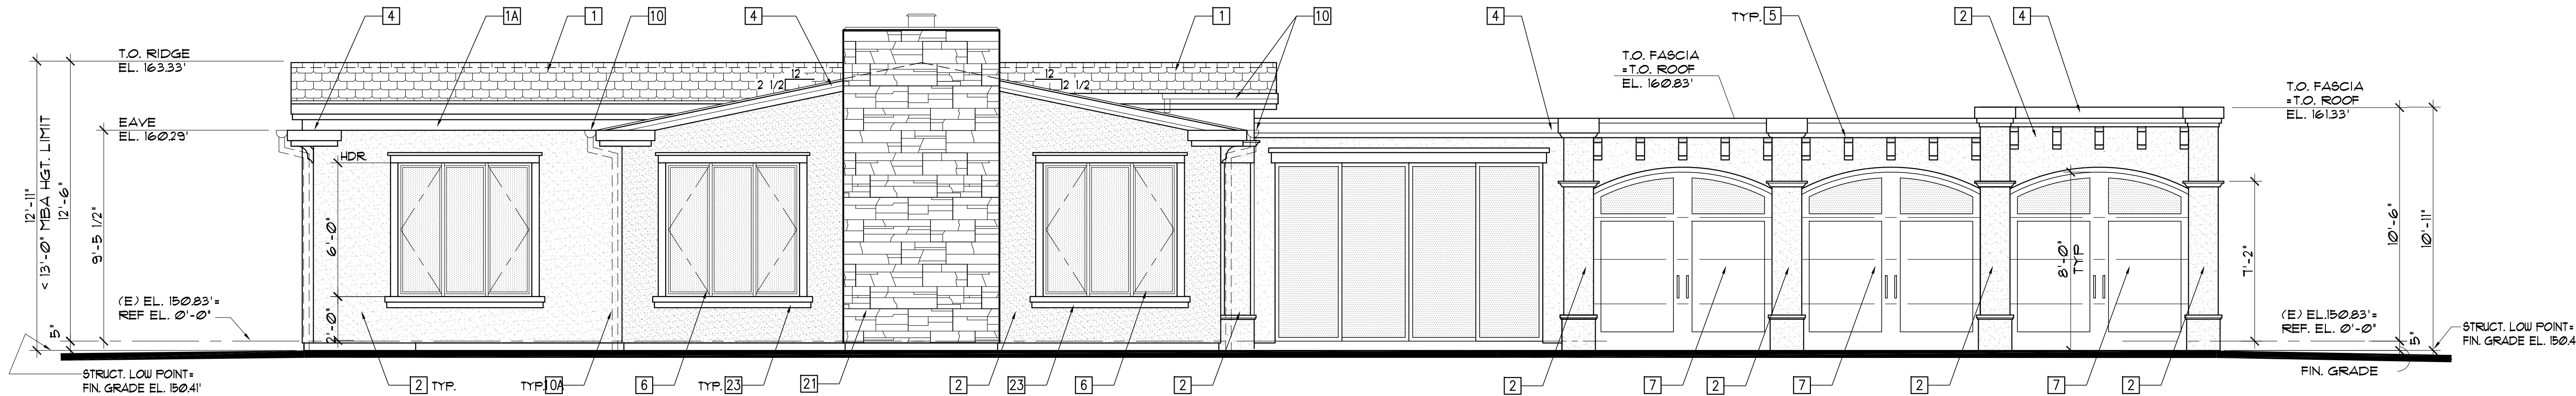 4
1A
1
10
4
1
10
4
TYP. 5
2
4
T.O. RIDGE
EL. 163.33'
T.O. FASCIA
=T.O. ROOF
EL. 160.83'
T.O. FASCIA
=T.O. ROOF
EL. 161.33'
12
2 1/2
12
2 1/2
EAVE
EL. 160.29'
HDR
12'-11"
< 13'-0" MBA HGT. LIMIT
12'-6"
9'-5 1/2"
6'-0"
2'-0"
5"
8'-0"
TYP
7'-2"
10'-6"
10'-11"
5"
(E) EL. 150.83'=
REF EL. 0'-0"
(E) EL.150.83'=
REF. EL. 0'-0"
STRUCT. LOW POINT=
FIN. GRADE EL. 150.41'
STRUCT. LOW POINT=
FIN. GRADE EL. 150.4
FIN. GRADE
2 TYP.
TYP. 10A
6
TYP. 23
21
2
23
6
2
2
7
2
7
2
7
2